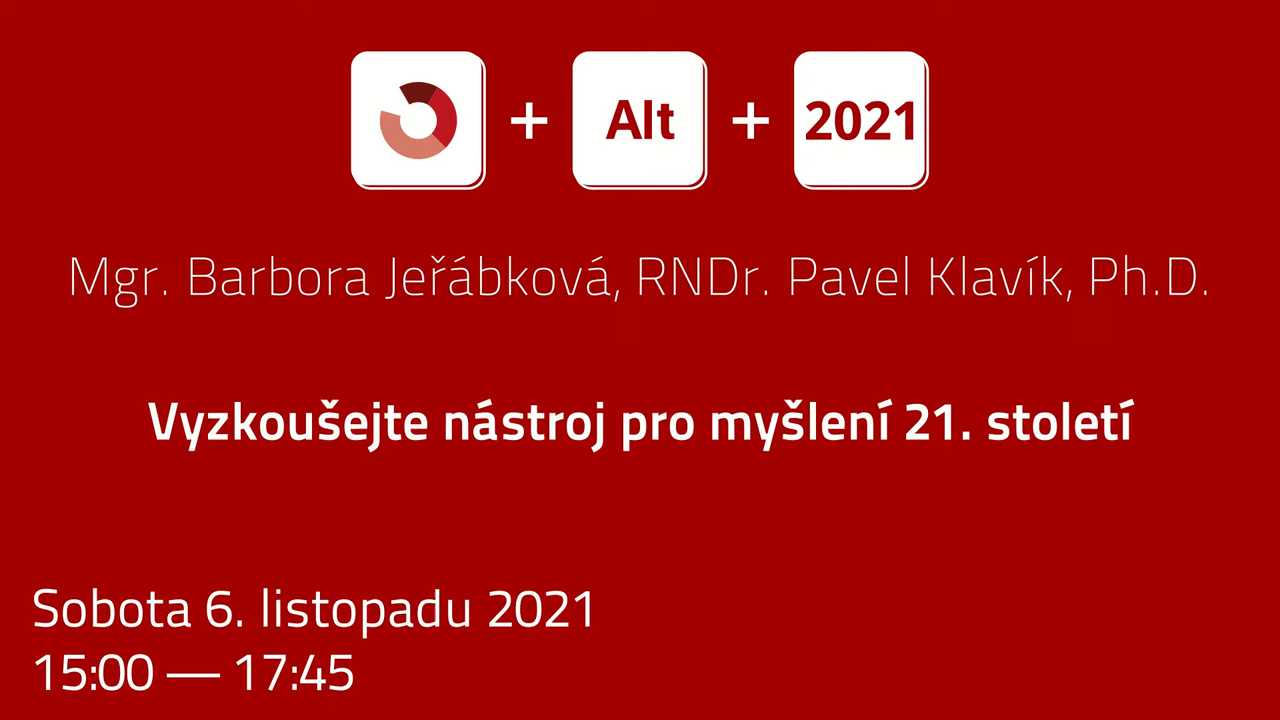 + Alt + 2021
Mgr. Barbora Jeřábková, RNDr. Pavel Klavík, Ph.D.
Vyzkoušejte nástroj pro myšlení 21. století
Sobota 6. listopadu 2021
15:00 — 17:45